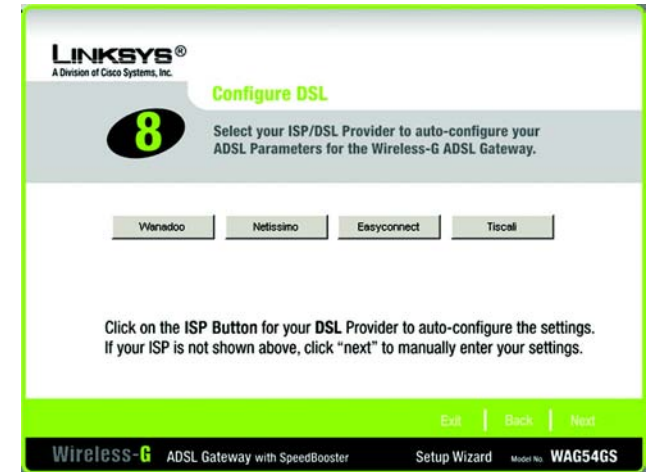 LINKSYS®
A Division of Cisco Systems, Inc.
Configure DSL
8
Select your ISP/DSL Provider to auto-configure your
ADSL Parameters for the Wireless-G ADSL Gateway.
Wanadoo Netissimo Easyconnect Tiscali
Click on the ISP Button for your DSL Provider to auto-configure the settings.
If your ISP is not shown above, click “next” to manually enter your settings.
Exit Back Next
Wireless-G ADSL Gateway with SpeedBooster Setup Wizard Model No. WAG54GS